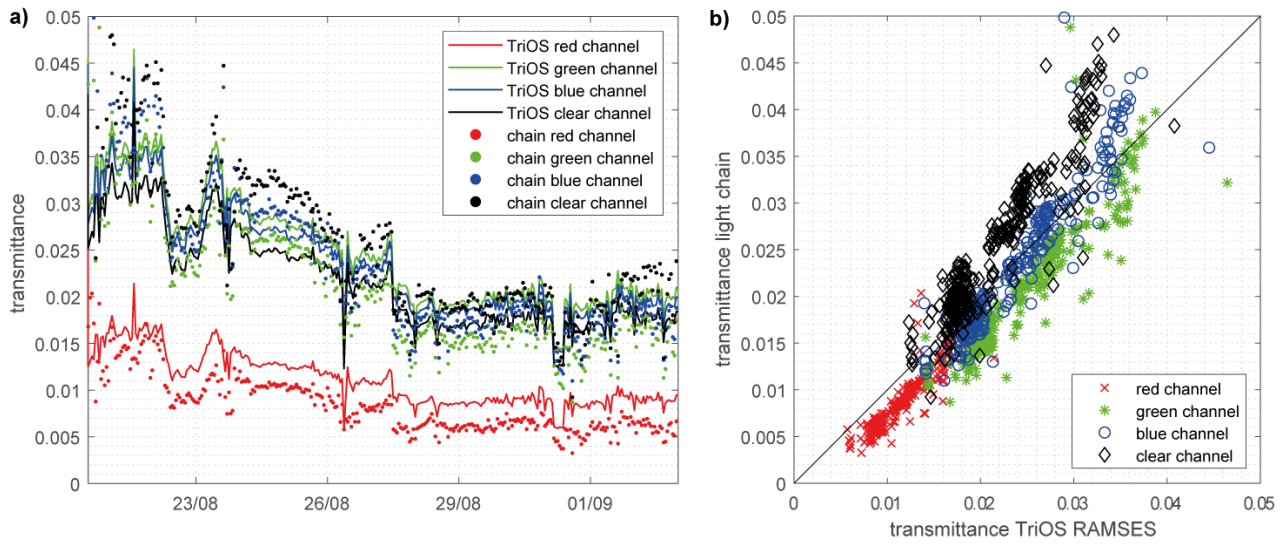 a)
transmittance
0.05
0.045
0.04
0.035
0.03
0.025
0.02
0.015
0.01
0.005
0
23/08
26/08
29/08
01/09
TriOS red channel
TriOS green channel
TriOS blue channel
TriOS clear channel
chain red channel
chain green channel
chain blue channel
chain clear channel
b)
transmittance light chain
0.05
0.045
0.04
0.035
0.03
0.025
0.02
0.015
0.01
0.005
0
0
0.01
0.02
0.03
0.04
0.05
transmittance TriOS RAMSES
red channel
green channel
blue channel
clear channel